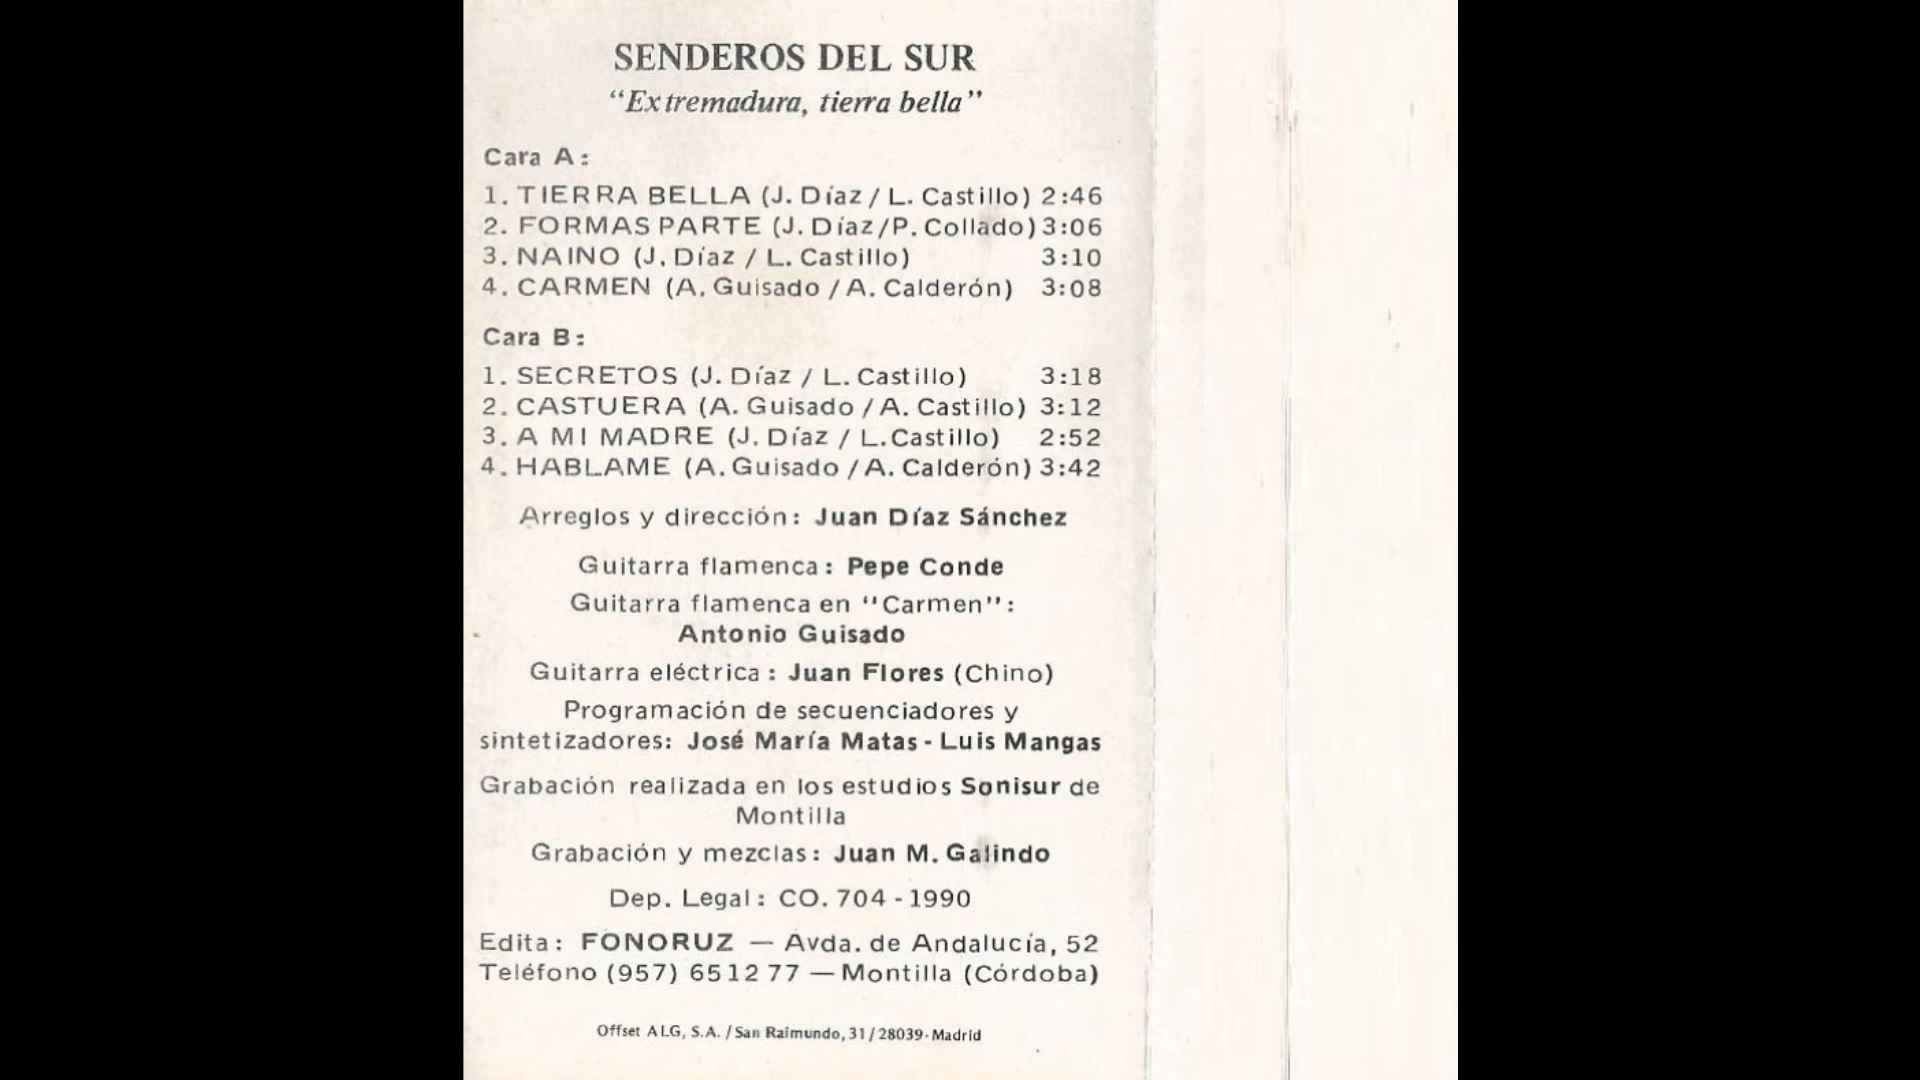 SENDEROS DEL SUR
"Extremadura, tierra bella"
Cara A:
1. TIERRA BELLA (J. Díaz / L. Castillo) 2:46
2. FORMAS PARTE (J. Díaz/P. Collado) 3:06
3. NAINO (J. Díaz / L. Castillo) 3:10
4. CARMEN (A. Guisado / A. Calderón) 3:08
Cara B:
1. SECRETOS (J. Díaz / L. Castillo) 3:18
2. CASTUERA (A. Guisado / A. Castillo) 3:12
3. A MI MADRE (J. Díaz / L. Castillo) 2:52
4. HABLAME (A. Guisado / A. Calderón) 3:42
Arreglos y dirección: Juan Díaz Sánchez
Guitarra flamenca: Pepe Conde
Guitarra flamenca en "Carmen":
Antonio Guisado
Guitarra eléctrica: Juan Flores (Chino)
Programación de secuenciadores y
sintetizadores: José María Matas - Luis Mangas
Grabación realizada en los estudios Sonisur de
Montilla
Grabación y mezclas: Juan M. Galindo
Dep. Legal: CO. 704 - 1990
Edita: FONORUZ — Avda. de Andalucía, 52
Teléfono (957) 65 12 77 — Montilla (Córdoba)
Offset ALG, S.A. / San Raimundo, 31 / 28039 - Madrid